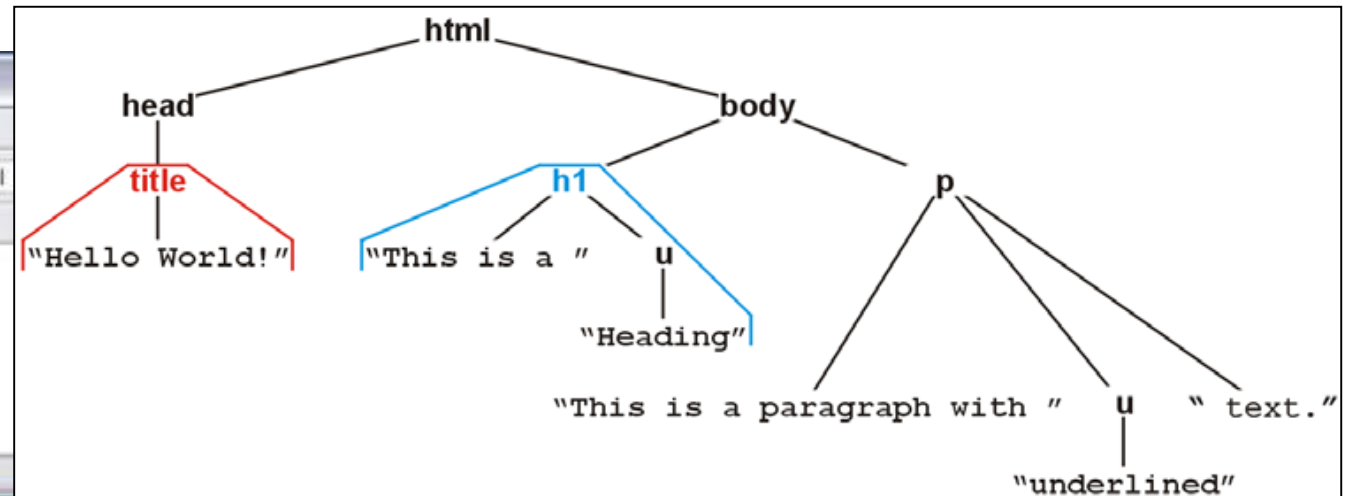 html
head body
title h1 p
“Hello World!” “This is a ” u
“Heading”
“This is a paragraph with ” u “ text.”
“underlined”